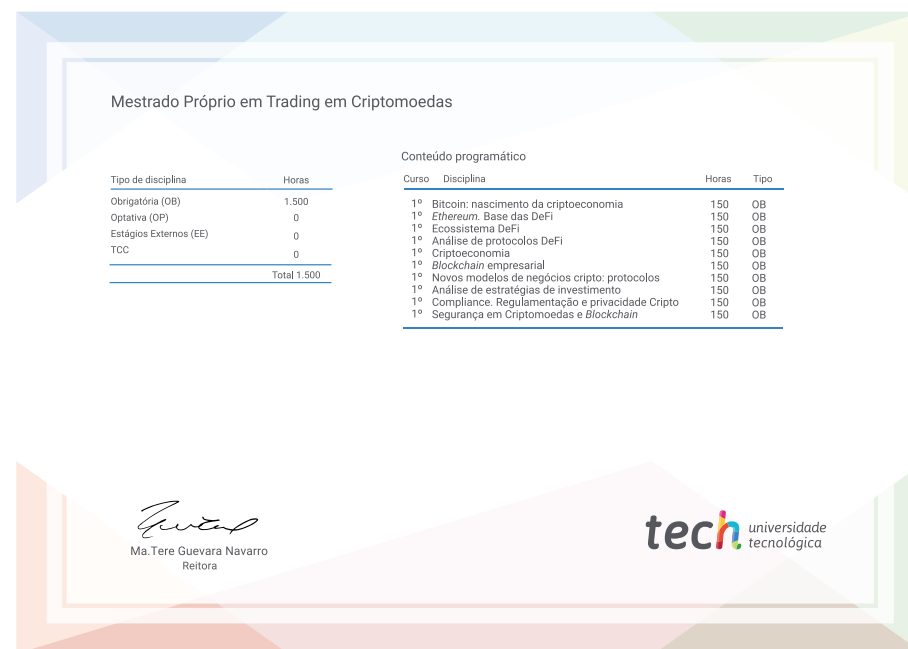 Mestrado Próprio em Trading em Criptomoedas
Tipo de disciplina Horas
Obrigatória (OB) 1.500
Optativa (OP) 0
Estágios Externos (EE) 0
TCC 0
Total 1.500
Conteúdo programático
Curso Disciplina Horas Tipo
1º Bitcoin: nascimento da criptoeconomia 150 OB
1º Ethereum. Base das DeFi 150 OB
1º Ecossistema DeFi 150 OB
1º Análise de protocolos DeFi 150 OB
1º Criptoeconomia 150 OB
1º Blockchain empresarial 150 OB
1º Novos modelos de negócios cripto: protocolos 150 OB
1º Análise de estratégias de investimento 150 OB
1º Compliance. Regulamentação e privacidade Cripto 150 OB
1º Segurança em Criptomoedas e Blockchain 150 OB
Ma.Tere Guevara Navarro
Reitora
tech universidade
tecnológica